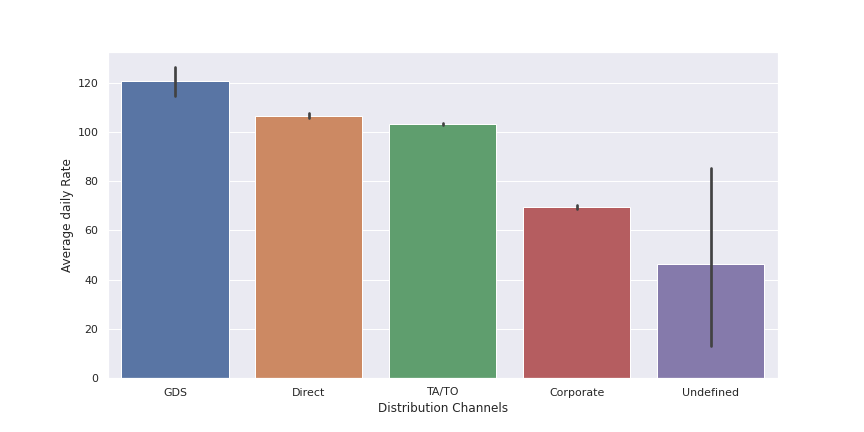 120
100
80
60
40
20
0
Average daily Rate
GDS Direct TA/TO Corporate Undefined
Distribution Channels